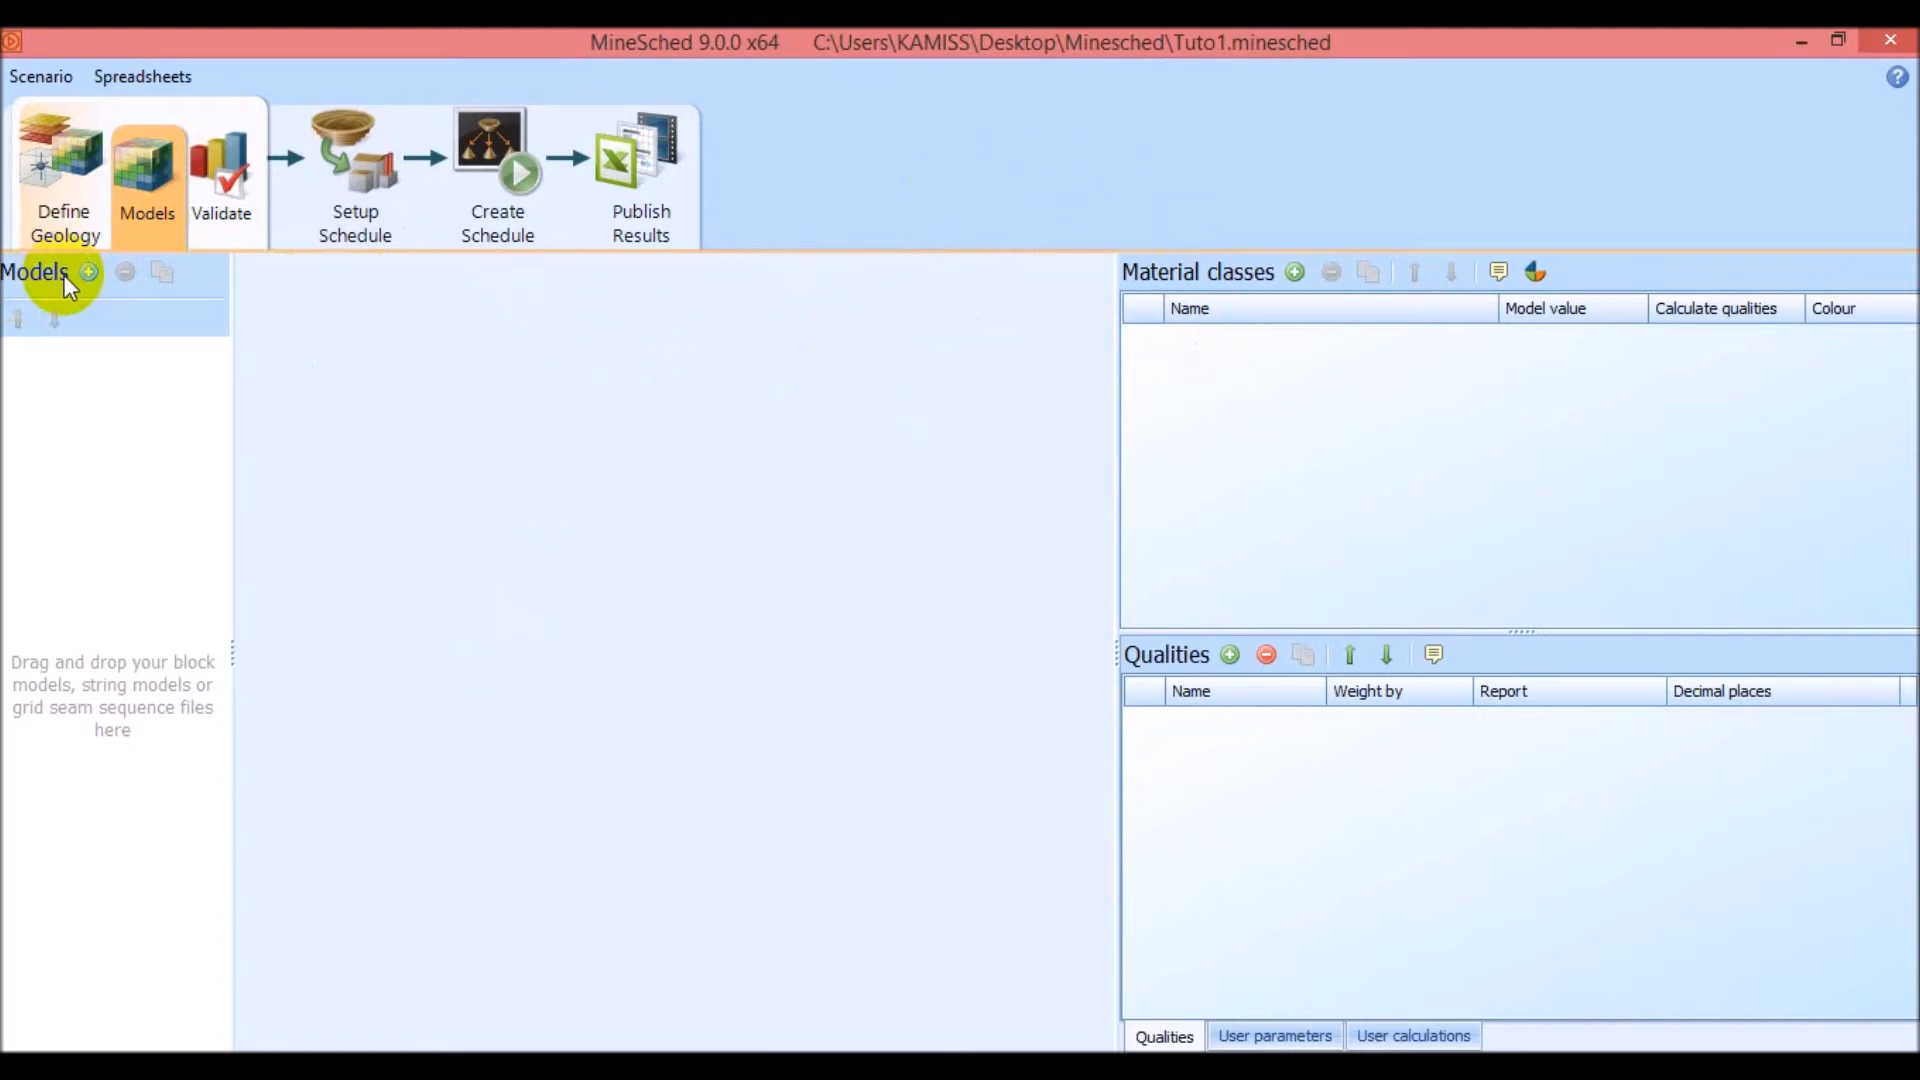 MineSched 9.0.0 x64 C:\Users\KAMISS\Desktop\Minesched\Tuto1.minesched
Scenario Spreadsheets
Define Geology
Models
Validate
Setup Schedule
Create Schedule
Publish Results
Models
Drag and drop your block
models, string models or
grid seam sequence files
here
Material classes
Name Model value Calculate qualities Colour
Qualities
Name Weight by Report Decimal places
Qualities User parameters User calculations